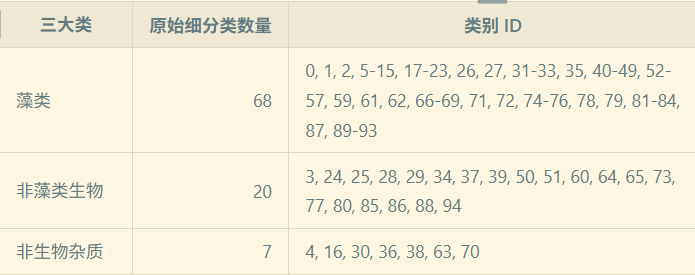 三大类 原始细分类数量 类别 ID
0, 1, 2, 5-15, 17-23, 26, 27, 31-33, 35, 40-49, 52-
藻类 68 57, 59, 61, 62, 66-69, 71, 72, 74-76, 78, 79, 81-84,
87, 89-93
3, 24, 25, 28, 29, 34, 37, 39, 50, 51, 60, 64, 65, 73,
非藻类生物 20 77, 80, 85, 86, 88, 94
非生物杂质 7 4, 16, 30, 36, 38, 63, 70